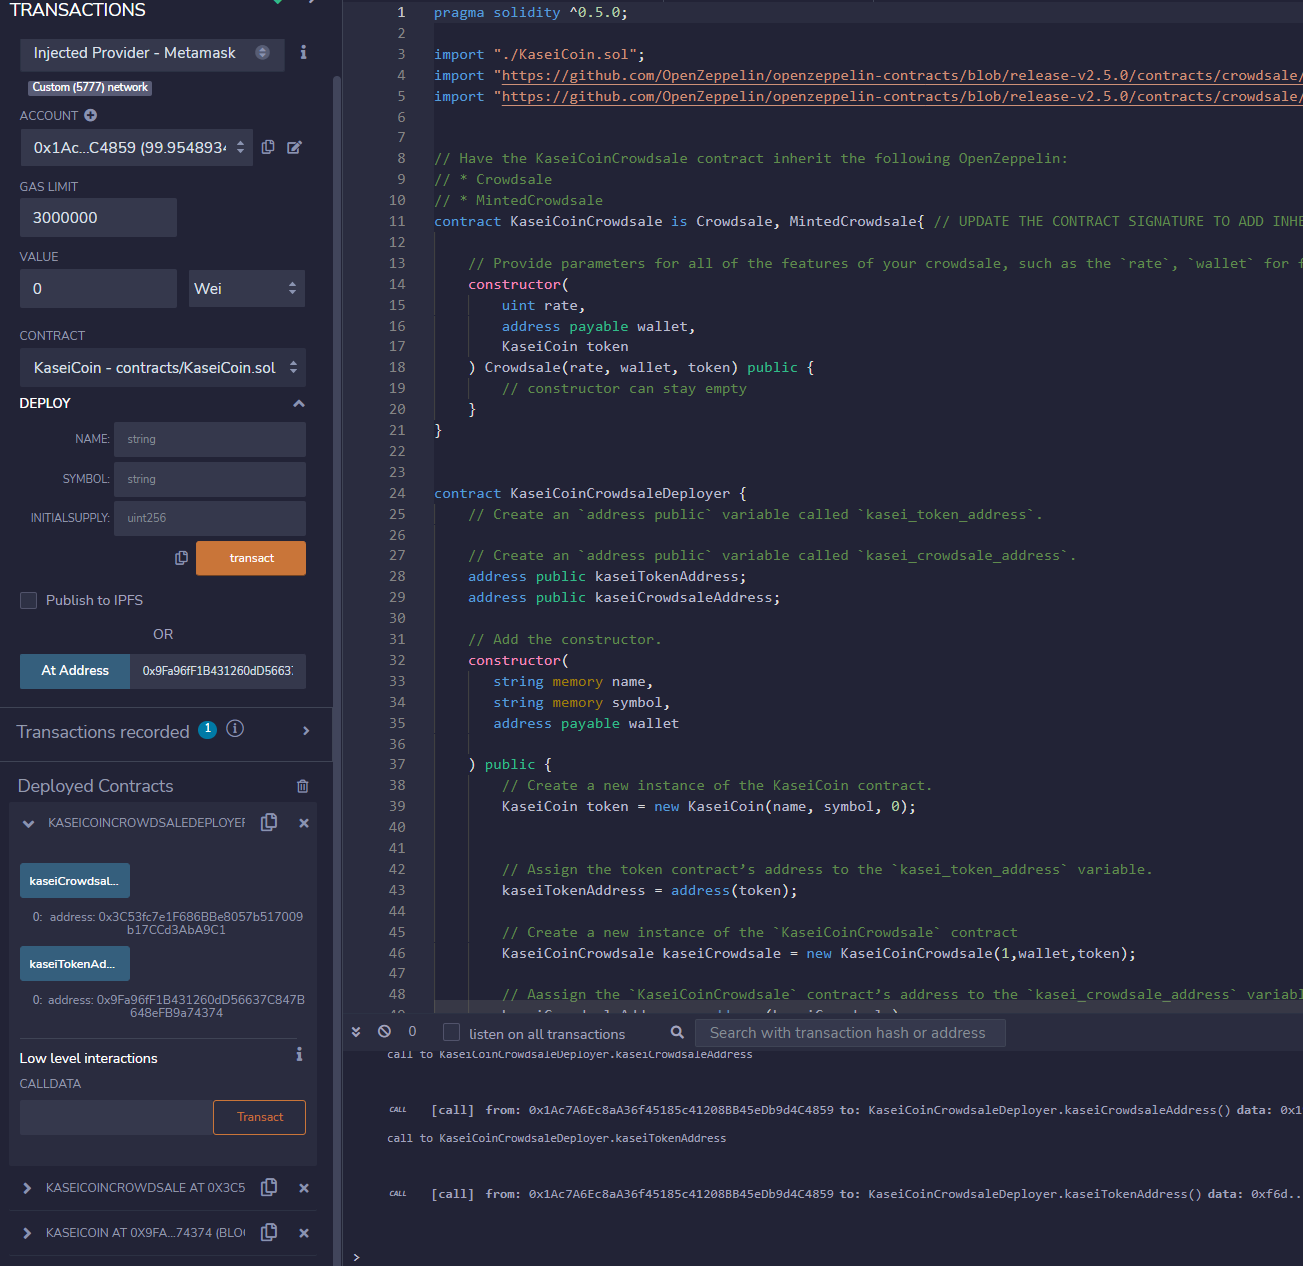 TRANSACTIONS
Injected Provider - Metamask
Custom (5777) network
ACCOUNT
0x1Ac...C4859 (99.9548934
GAS LIMIT
3000000
VALUE
0
Wei
CONTRACT
KaseiCoin - contracts/KaseiCoin.sol
DEPLOY
NAME: string
SYMBOL: string
INITIALSUPPLY: uint256
transact
Publish to IPFS
OR
At Address 0x9Fa96fF1B431260dD5663
Transactions recorded 1
Deployed Contracts
KASEICOINCROWDSALEDEPLOYER
kaseiCrowdsal...
0: address: 0x3C53fc7e1F686BBe8057b517009
b17CCd3AbA9C1
kaseiTokenAd...
0: address: 0x9Fa96fF1B431260dD56637C847B
648eFB9a74374
Low level interactions
CALLDATA
Transact
KASEICOINCROWDSALE AT 0X3C5
KASEICOIN AT 0X9FA...74374 (BLO
1 pragma solidity ^0.5.0;
2
3 import "./KaseiCoin.sol";
4 import "https://github.com/OpenZeppelin/openzeppelin-contracts/blob/release-v2.5.0/contracts/crowdsale/
5 import "https://github.com/OpenZeppelin/openzeppelin-contracts/blob/release-v2.5.0/contracts/crowdsale/
6
7
8 // Have the KaseiCoinCrowdsale contract inherit the following OpenZeppelin:
9 // * Crowdsale
10 // * MintedCrowdsale
11 contract KaseiCoinCrowdsale is Crowdsale, MintedCrowdsale{ // UPDATE THE CONTRACT SIGNATURE TO ADD INHE
12
13 // Provide parameters for all of the features of your crowdsale, such as the `rate`, `wallet` for f
14 constructor(
15 uint rate,
16 address payable wallet,
17 KaseiCoin token
18 ) Crowdsale(rate, wallet, token) public {
19 // constructor can stay empty
20 }
21 }
22
23
24 contract KaseiCoinCrowdsaleDeployer {
25 // Create an `address public` variable called `kasei_token_address`.
26
27 // Create an `address public` variable called `kasei_crowdsale_address`.
28 address public kaseiTokenAddress;
29 address public kaseiCrowdsaleAddress;
30
31 // Add the constructor.
32 constructor(
33 string memory name,
34 string memory symbol,
35 address payable wallet
36
37 ) public {
38 // Create a new instance of the KaseiCoin contract.
39 KaseiCoin token = new KaseiCoin(name, symbol, 0);
40
41
42 // Assign the token contract’s address to the `kasei_token_address` variable.
43 kaseiTokenAddress = address(token);
44
45 // Create a new instance of the `KaseiCoinCrowdsale` contract
46 KaseiCoinCrowdsale kaseiCrowdsale = new KaseiCoinCrowdsale(1,wallet,token);
47
48 // Aassign the `KaseiCoinCrowdsale` contract’s address to the `kasei_crowdsale_address` variabl
0 listen on all transactions Search with transaction hash or address
call to KaseiCoinCrowdsaleDeployer.kaseiCrowdsaleAddress
CALL [call] from: 0x1Ac7A6Ec8aA36f45185c41208BB45eDb9d4C4859 to: KaseiCoinCrowdsaleDeployer.kaseiCrowdsaleAddress() data: 0x1
call to KaseiCoinCrowdsaleDeployer.kaseiTokenAddress
CALL [call] from: 0x1Ac7A6Ec8aA36f45185c41208BB45eDb9d4C4859 to: KaseiCoinCrowdsaleDeployer.kaseiTokenAddress() data: 0xf6d...
>